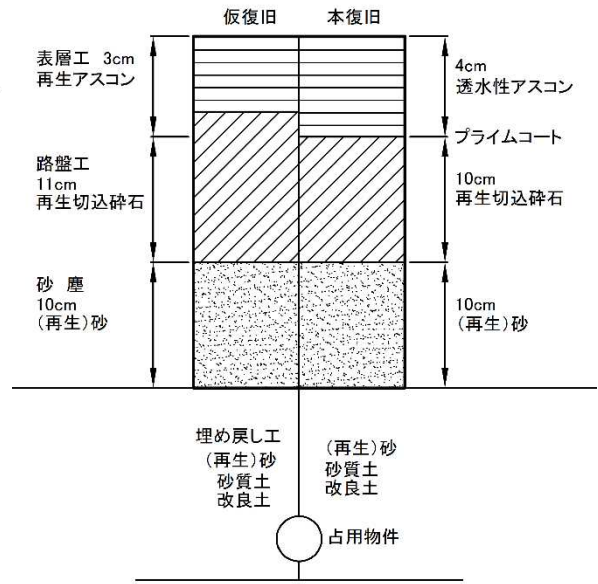 仮復旧 本復旧
表層工 3cm
再生アスコン
4cm
透水性アスコン
プライムコート
路盤工
11cm
再生切込砕石
10cm
再生切込砕石
砂 塵
10cm
(再生)砂
10cm
(再生)砂
埋め戻し工
(再生)砂
砂質土
改良土
(再生)砂
砂質土
改良土
占用物件